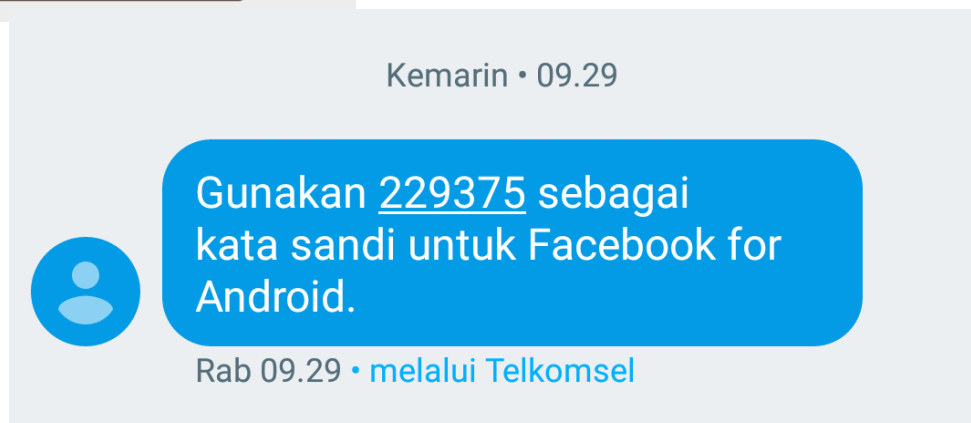 Kemarin • 09.29
Gunakan 229375 sebagai
kata sandi untuk Facebook for
Android.
Rab 09.29 • melalui Telkomsel